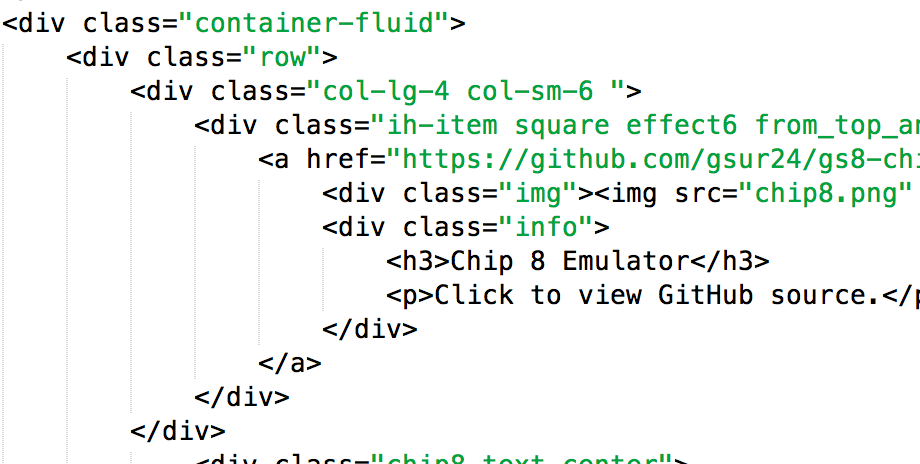 <div class="container-fluid">
<div class="row">
<div class="col-lg-4 col-sm-6 ">
<div class="ih-item square effect6 from_top_an
<a href="https://github.com/gsur24/gs8-chi
<div class="img"><img src="chip8.png"
<div class="info">
<h3>Chip 8 Emulator</h3>
<p>Click to view GitHub source.</p
</div>
</a>
</div>
</div>
<div class="chip8 text center">